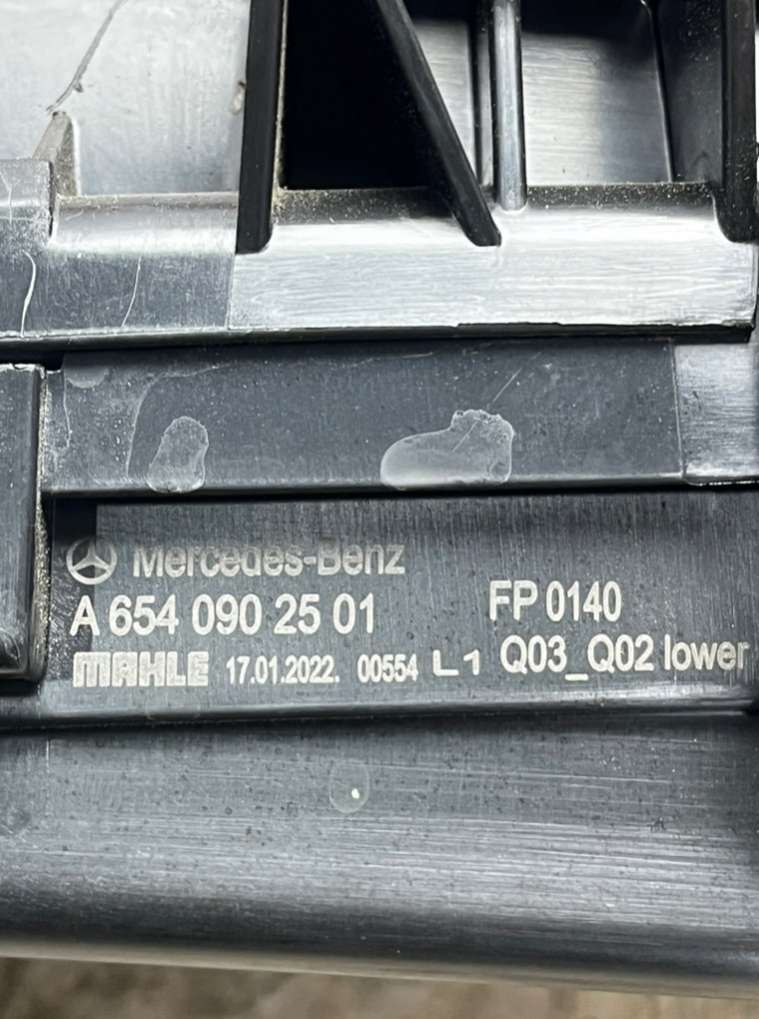 Mercedes-Benz
A 654 090 25 01
FP 0140
MAHLE 17.01.2022. 00554 L1
Q03_Q02 lower